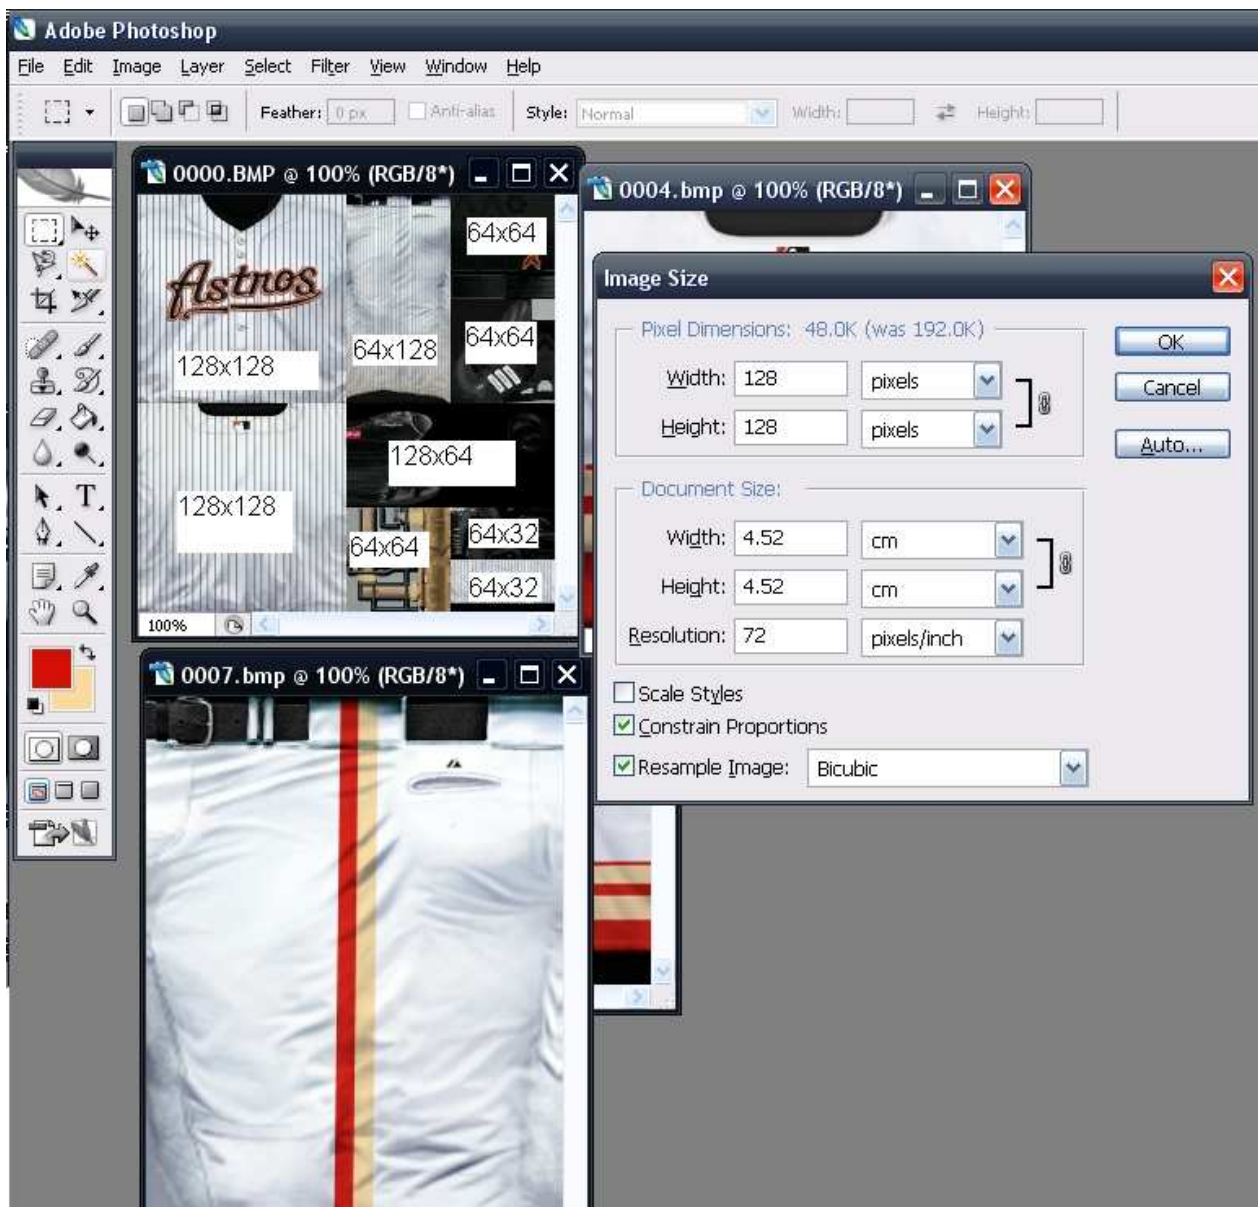 Adobe Photoshop
File Edit Image Layer Select Filter View Window Help
Feather: 0 px Anti-alias Style: Normal Width: Height:
0000.BMP @ 100% (RGB/8*)
Astros
128x128
64x128
64x64
64x64
128x128
128x64
64x64
64x32
64x32
100%
0004.bmp @ 100% (RGB/8*)
Image Size
Pixel Dimensions: 48.0K (was 192.0K)
Width: 128 pixels
Height: 128 pixels
Document Size:
Width: 4.52 cm
Height: 4.52 cm
Resolution: 72 pixels/inch
Scale Styles
Constrain Proportions
Resample Image: Bicubic
OK
Cancel
Auto...
T
0007.bmp @ 100% (RGB/8*)